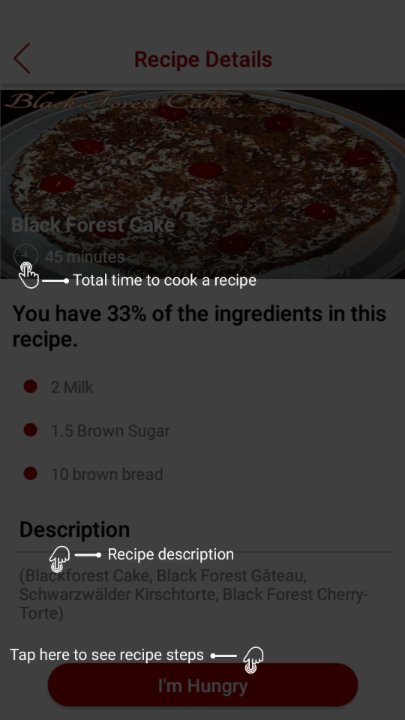 Recipe Details
Black Forest Cake
Black Forest Cake
45 minutes
Total time to cook a recipe
You have 33% of the ingredients in this
recipe.
2 Milk
1.5 Brown Sugar
10 brown bread
Description
Recipe description
(Blackforest Cake, Black Forest Gâteau,
Schwarzwälder Kirschtorte, Black Forest Cherry-
Torte)
Tap here to see recipe steps
I'm Hungry